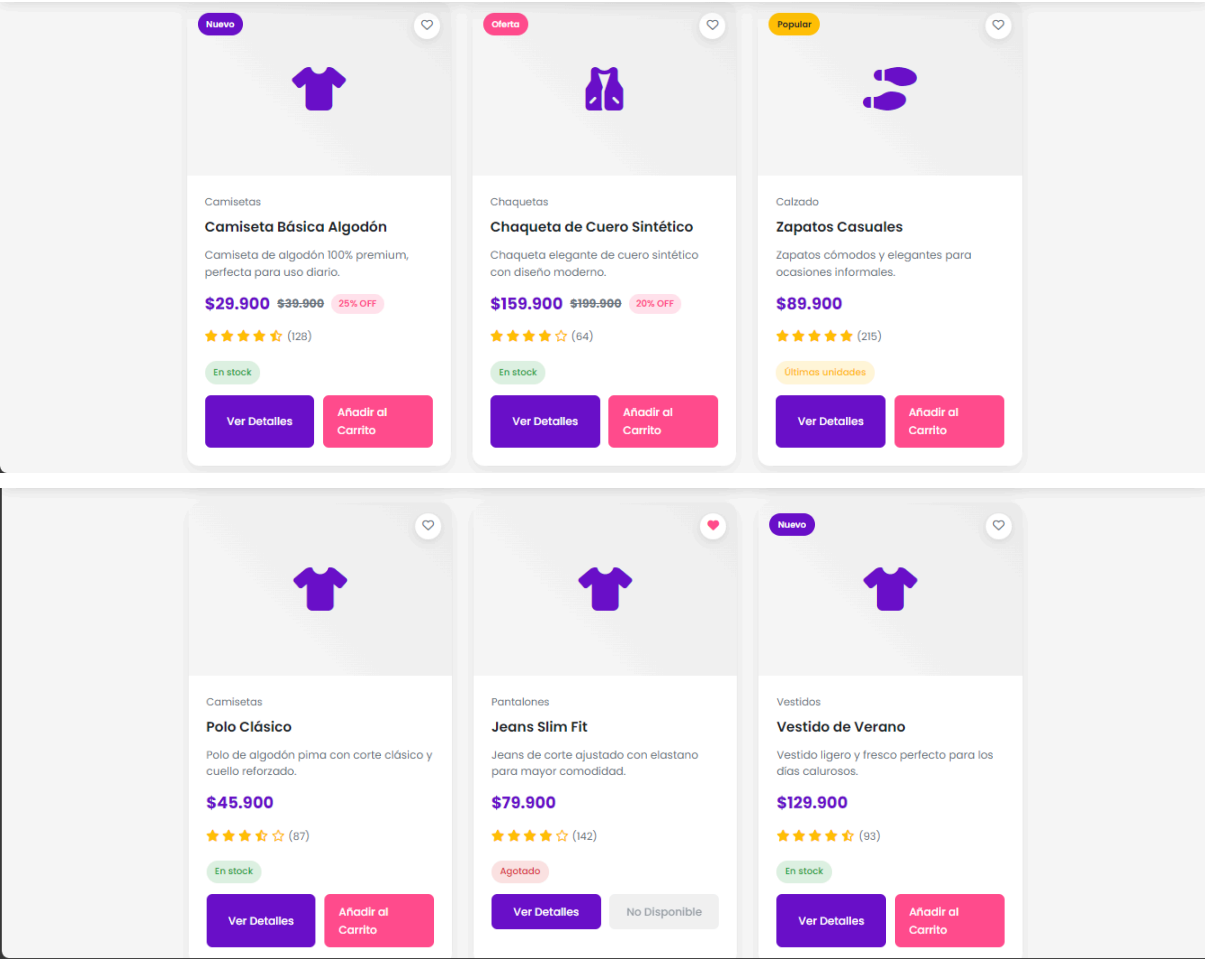 Nuevo
Camisetas
Camiseta Básica Algodón
Camiseta de algodón 100% premium,
perfecta para uso diario.
$29.900 $39.900 25% OFF
(128)
En stock
Ver Detalles
Añadir al
Carrito
Oferta
Chaquetas
Chaqueta de Cuero Sintético
Chaqueta elegante de cuero sintético
con diseño moderno.
$159.900 $199.900 20% OFF
(64)
En stock
Ver Detalles
Añadir al
Carrito
Popular
Calzado
Zapatos Casuales
Zapatos cómodos y elegantes para
ocasiones informales.
$89.900
(215)
Últimas unidades
Ver Detalles
Añadir al
Carrito
Camisetas
Polo Clásico
Polo de algodón pima con corte clásico y
cuello reforzado.
$45.900
(87)
En stock
Ver Detalles
Añadir al
Carrito
Pantalones
Jeans Slim Fit
Jeans de corte ajustado con elastano
para mayor comodidad.
$79.900
(142)
Agotado
Ver Detalles
No Disponible
Nuevo
Vestidos
Vestido de Verano
Vestido ligero y fresco perfecto para los
días calurosos.
$129.900
(93)
En stock
Ver Detalles
Añadir al
Carrito